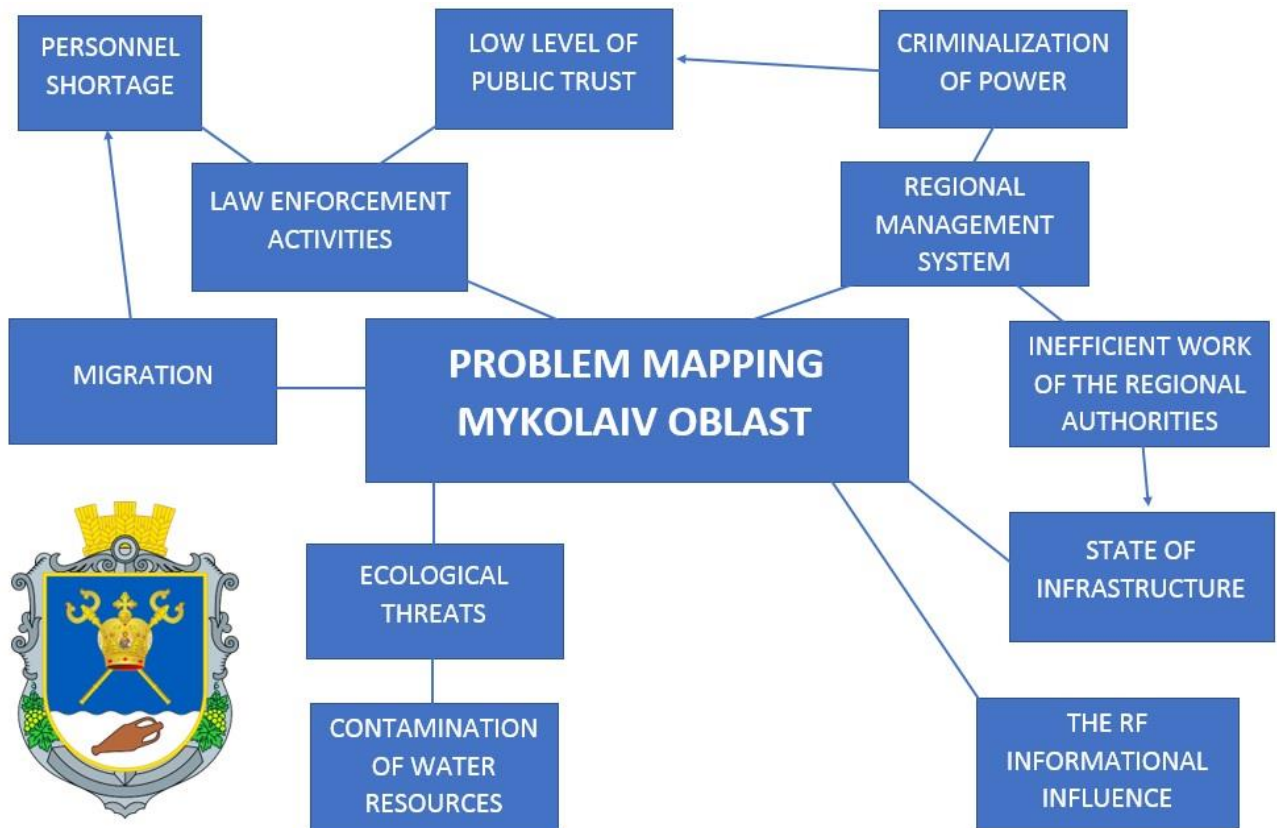 PERSONNEL
SHORTAGE
LOW LEVEL OF
PUBLIC TRUST
CRIMINALIZATION
OF POWER
LAW ENFORCEMENT
ACTIVITIES
REGIONAL
MANAGEMENT
SYSTEM
MIGRATION
PROBLEM MAPPING
MYKOLAIV OBLAST
INEFFICIENT WORK
OF THE REGIONAL
AUTHORITIES
ECOLOGICAL
THREATS
STATE OF
INFRASTRUCTURE
CONTAMINATION
OF WATER
RESOURCES
THE RF
INFORMATIONAL
INFLUENCE